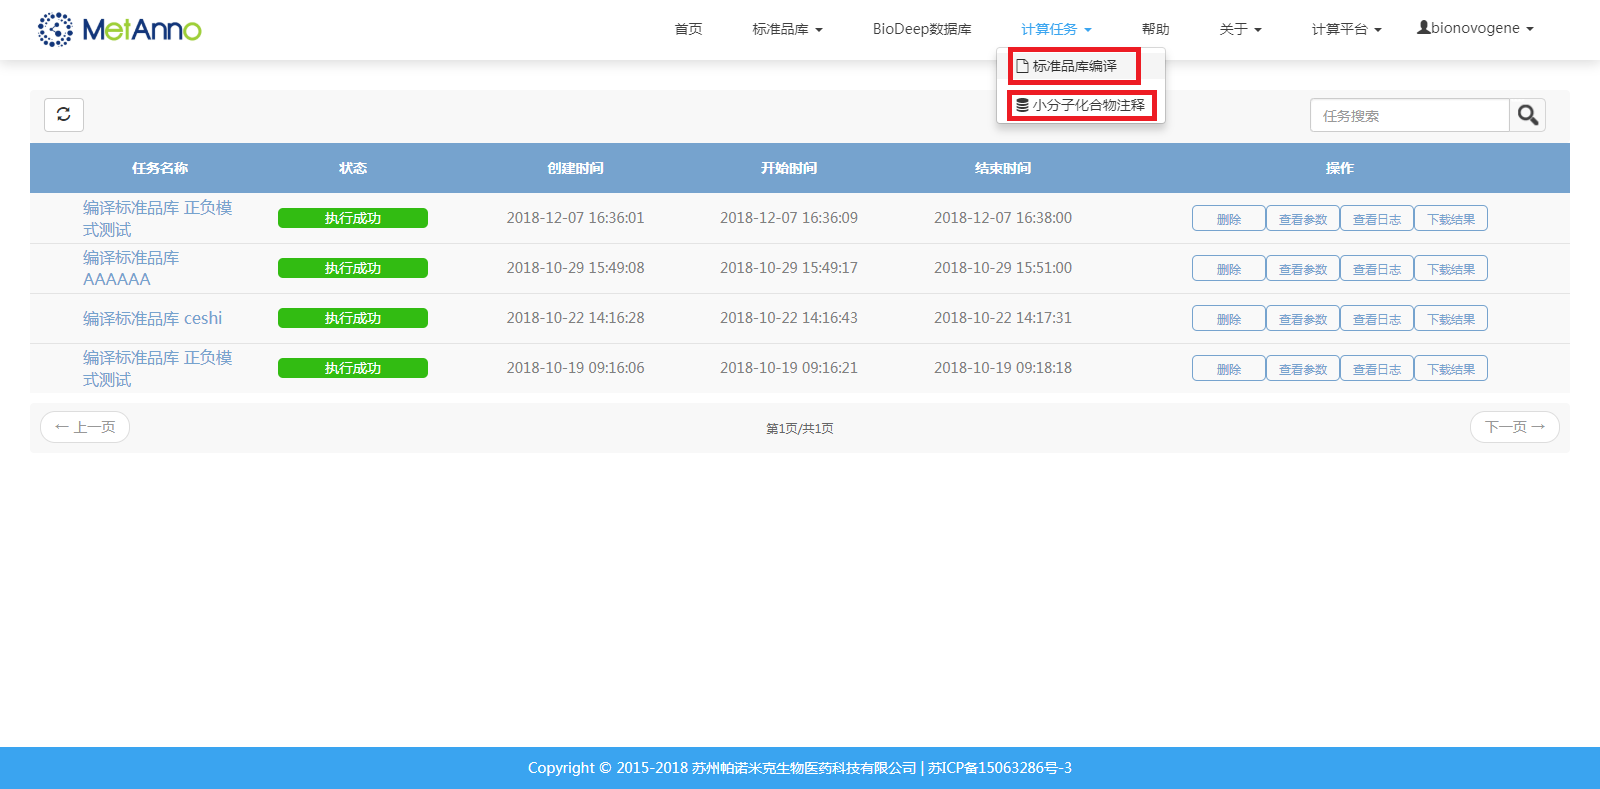 MetAnno
首页 标准品库 BioDeep数据库 计算任务 帮助 关于 计算平台 bionovogene
标准品库编译
小分子化合物注释
任务搜索
任务名称 状态 创建时间 开始时间 结束时间 操作
编译标准品库 正负模
式测试
执行成功 2018-12-07 16:36:01 2018-12-07 16:36:09 2018-12-07 16:38:00 删除 查看参数 查看日志 下载结果
编译标准品库
AAAAAA
执行成功 2018-10-29 15:49:08 2018-10-29 15:49:17 2018-10-29 15:51:00 删除 查看参数 查看日志 下载结果
编译标准品库 ceshi 执行成功 2018-10-22 14:16:28 2018-10-22 14:16:43 2018-10-22 14:17:31 删除 查看参数 查看日志 下载结果
编译标准品库 正负模
式测试
执行成功 2018-10-19 09:16:06 2018-10-19 09:16:21 2018-10-19 09:18:18 删除 查看参数 查看日志 下载结果
← 上一页 第1页/共1页 下一页 →
Copyright © 2015-2018 苏州帕诺米克生物医药科技有限公司 | 苏ICP备15063286号-3